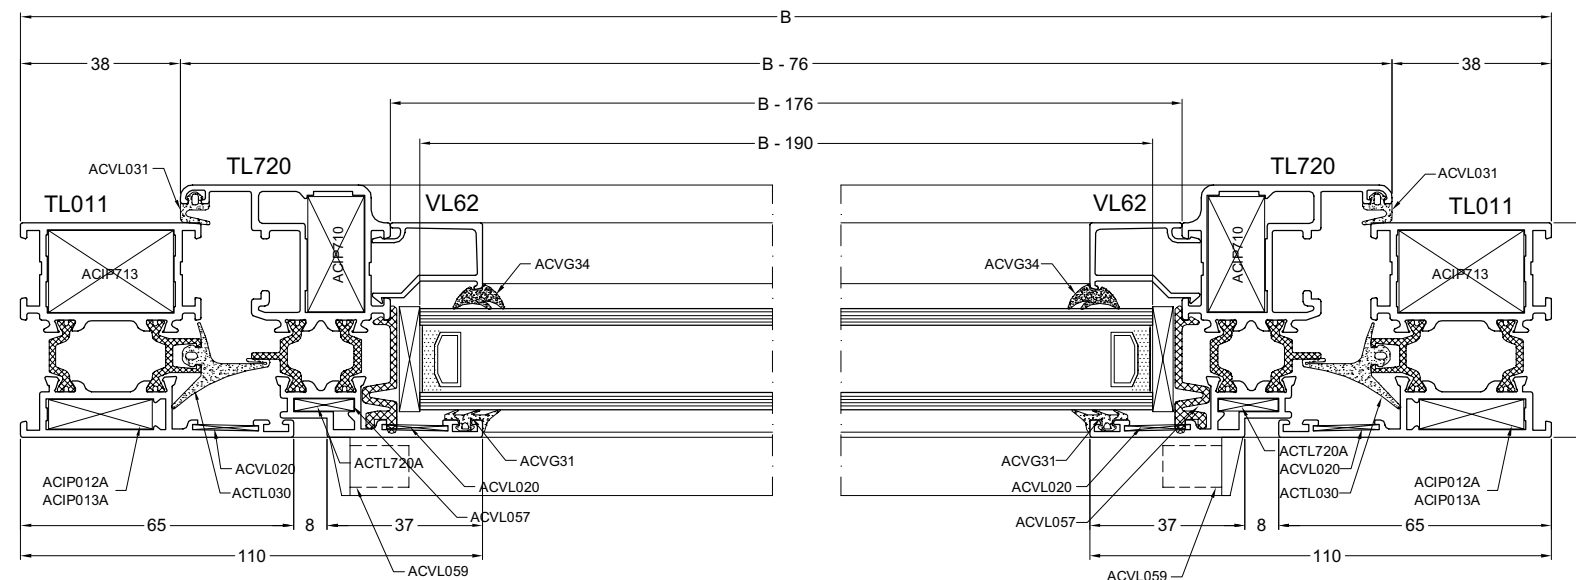 B
38
B - 76
38
B - 176
B - 190
ACVL031
TL720
TL720
ACVL031
TL011
VL62
VL62
TL011
ACIP713
ACIP710
ACVG34
ACVG34
ACIP710
ACIP713
ACTL720A
ACVG31
ACVG31
ACTL720A
ACVL020
ACVL020
ACIP012A
ACIP013A
ACTL030
ACVL020
ACVL020
ACTL030
ACIP012A
ACIP013A
ACVL057
ACVL057
65
8
37
37
8
65
110
110
ACVL059
ACVL059